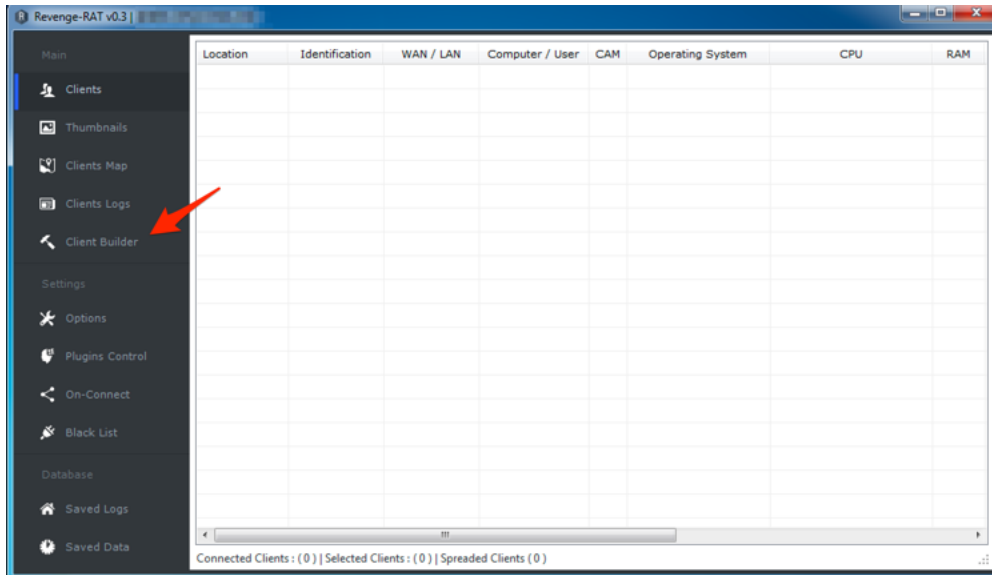 Revenge-RAT v0.3 |
Main
Clients
Thumbnails
Clients Map
Clients Logs
Client Builder
Settings
Options
Plugins Control
On-Connect
Black List
Database
Saved Logs
Saved Data
Location Identification WAN / LAN Computer / User CAM Operating System CPU RAM
Connected Clients : ( 0 ) | Selected Clients : ( 0 ) | Spreaded Clients ( 0 )